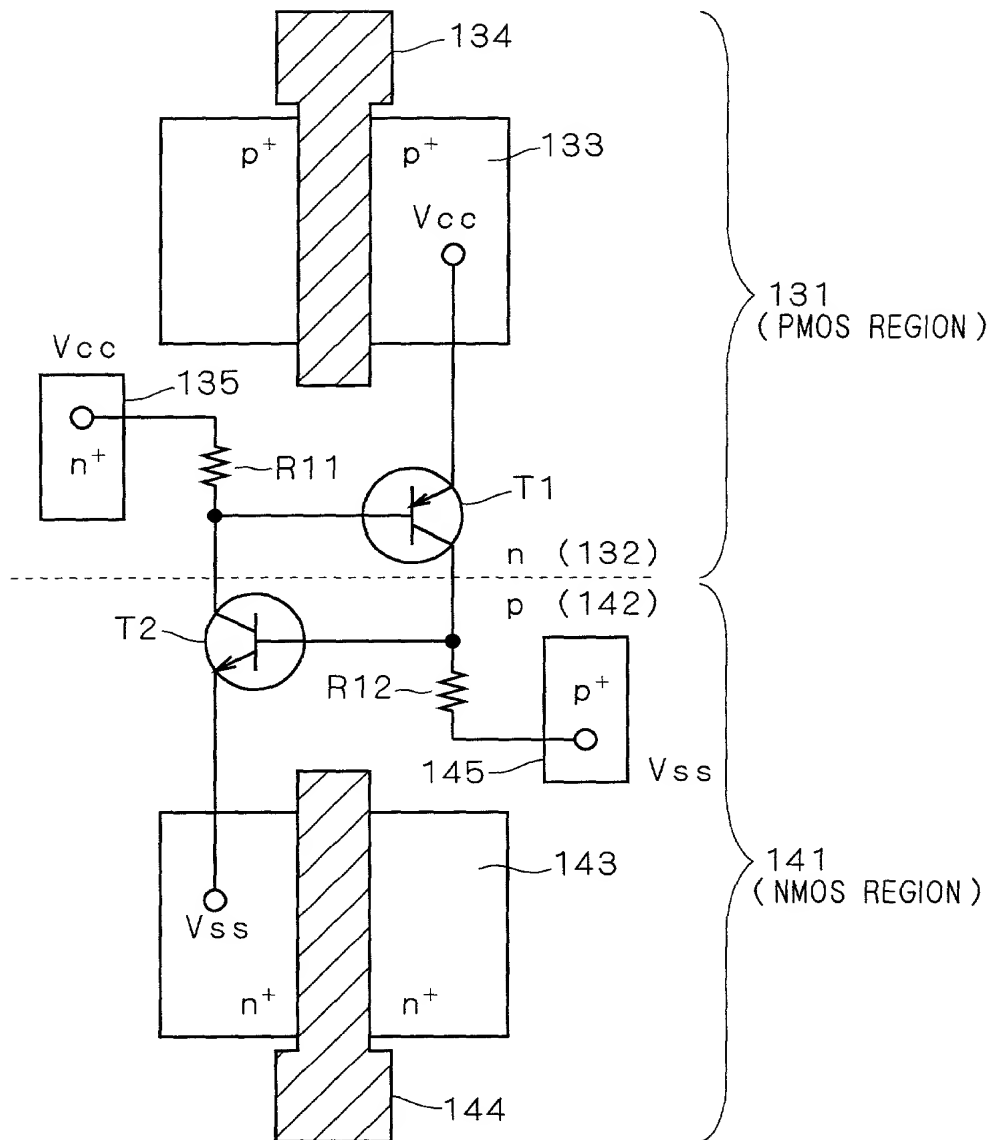 134
p+ p+ 133
Vcc
131
(PMOS REGION)
Vcc
135
n+
R11
T1
n (132)
p (142)
T2
R12
p+
145
Vss
143
141
(NMOS REGION)
Vss
n+ n+
144